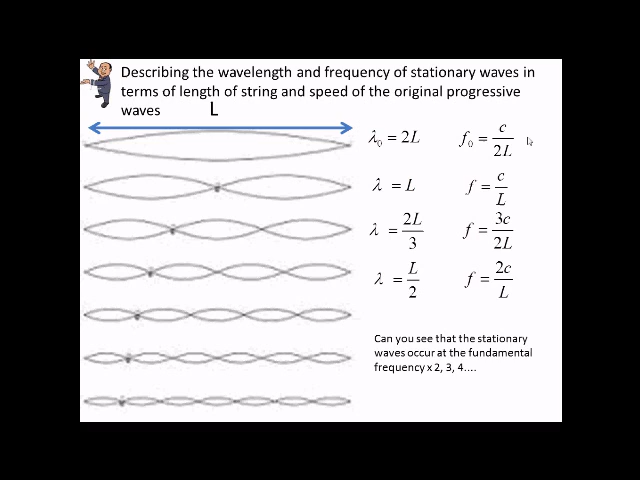 Describing the wavelength and frequency of stationary waves in
terms of length of string and speed of the original progressive
waves
L
λ₀ = 2L f₀ = c/2L
λ = L f = c/L
λ = 2L/3 f = 3c/2L
λ = L/2 f = 2c/L
Can you see that the stationary
waves occur at the fundamental
frequency x 2, 3, 4....